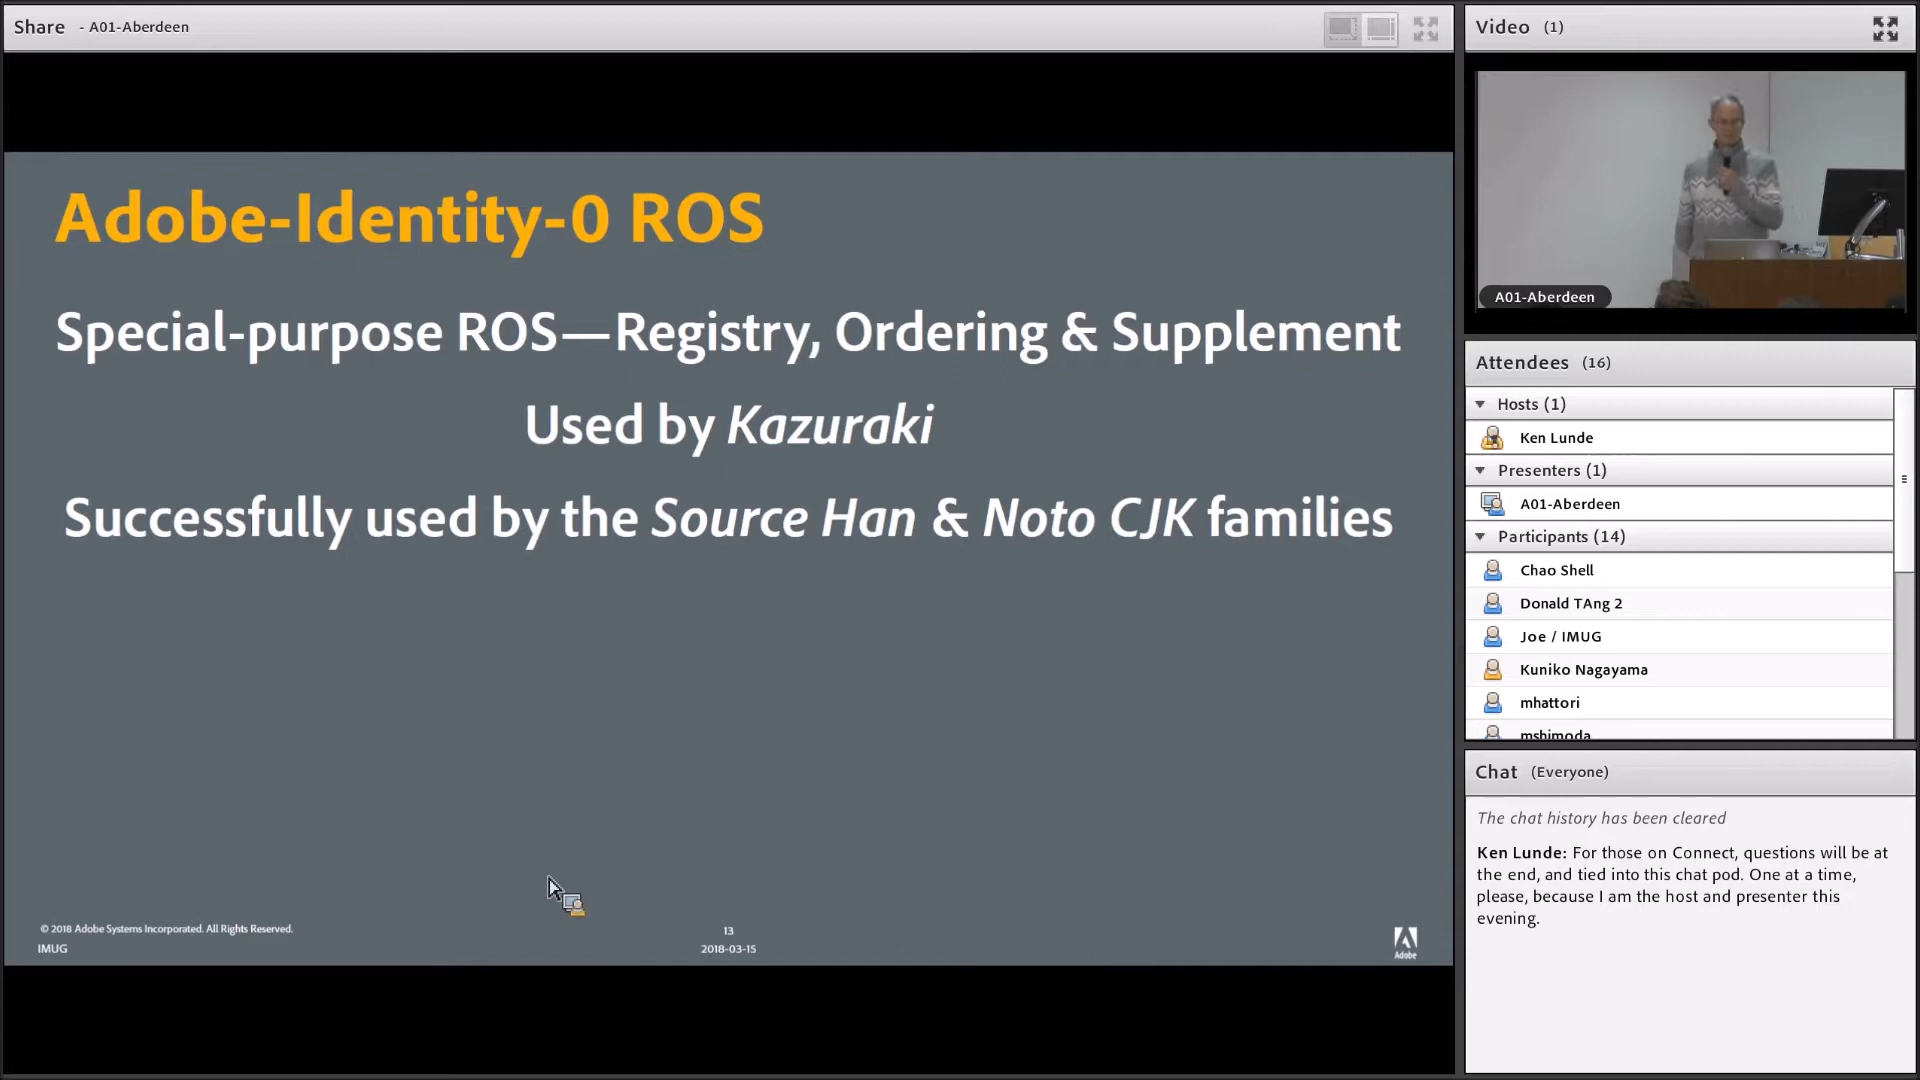 Share - A01-Aberdeen
Adobe-Identity-0 ROS
Special-purpose ROS—Registry, Ordering & Supplement
Used by Kazuraki
Successfully used by the Source Han & Noto CJK families
© 2018 Adobe Systems Incorporated. All Rights Reserved.
IMUG
13
2018-03-15
Adobe
Video (1)
A01-Aberdeen
Attendees (16)
Hosts (1)
Ken Lunde
Presenters (1)
A01-Aberdeen
Participants (14)
Chao Shell
Donald TAng 2
Joe / IMUG
Kuniko Nagayama
mhattori
mshimoda
Chat (Everyone)
The chat history has been cleared
Ken Lunde: For those on Connect, questions will be at
the end, and tied into this chat pod. One at a time,
please, because I am the host and presenter this
evening.